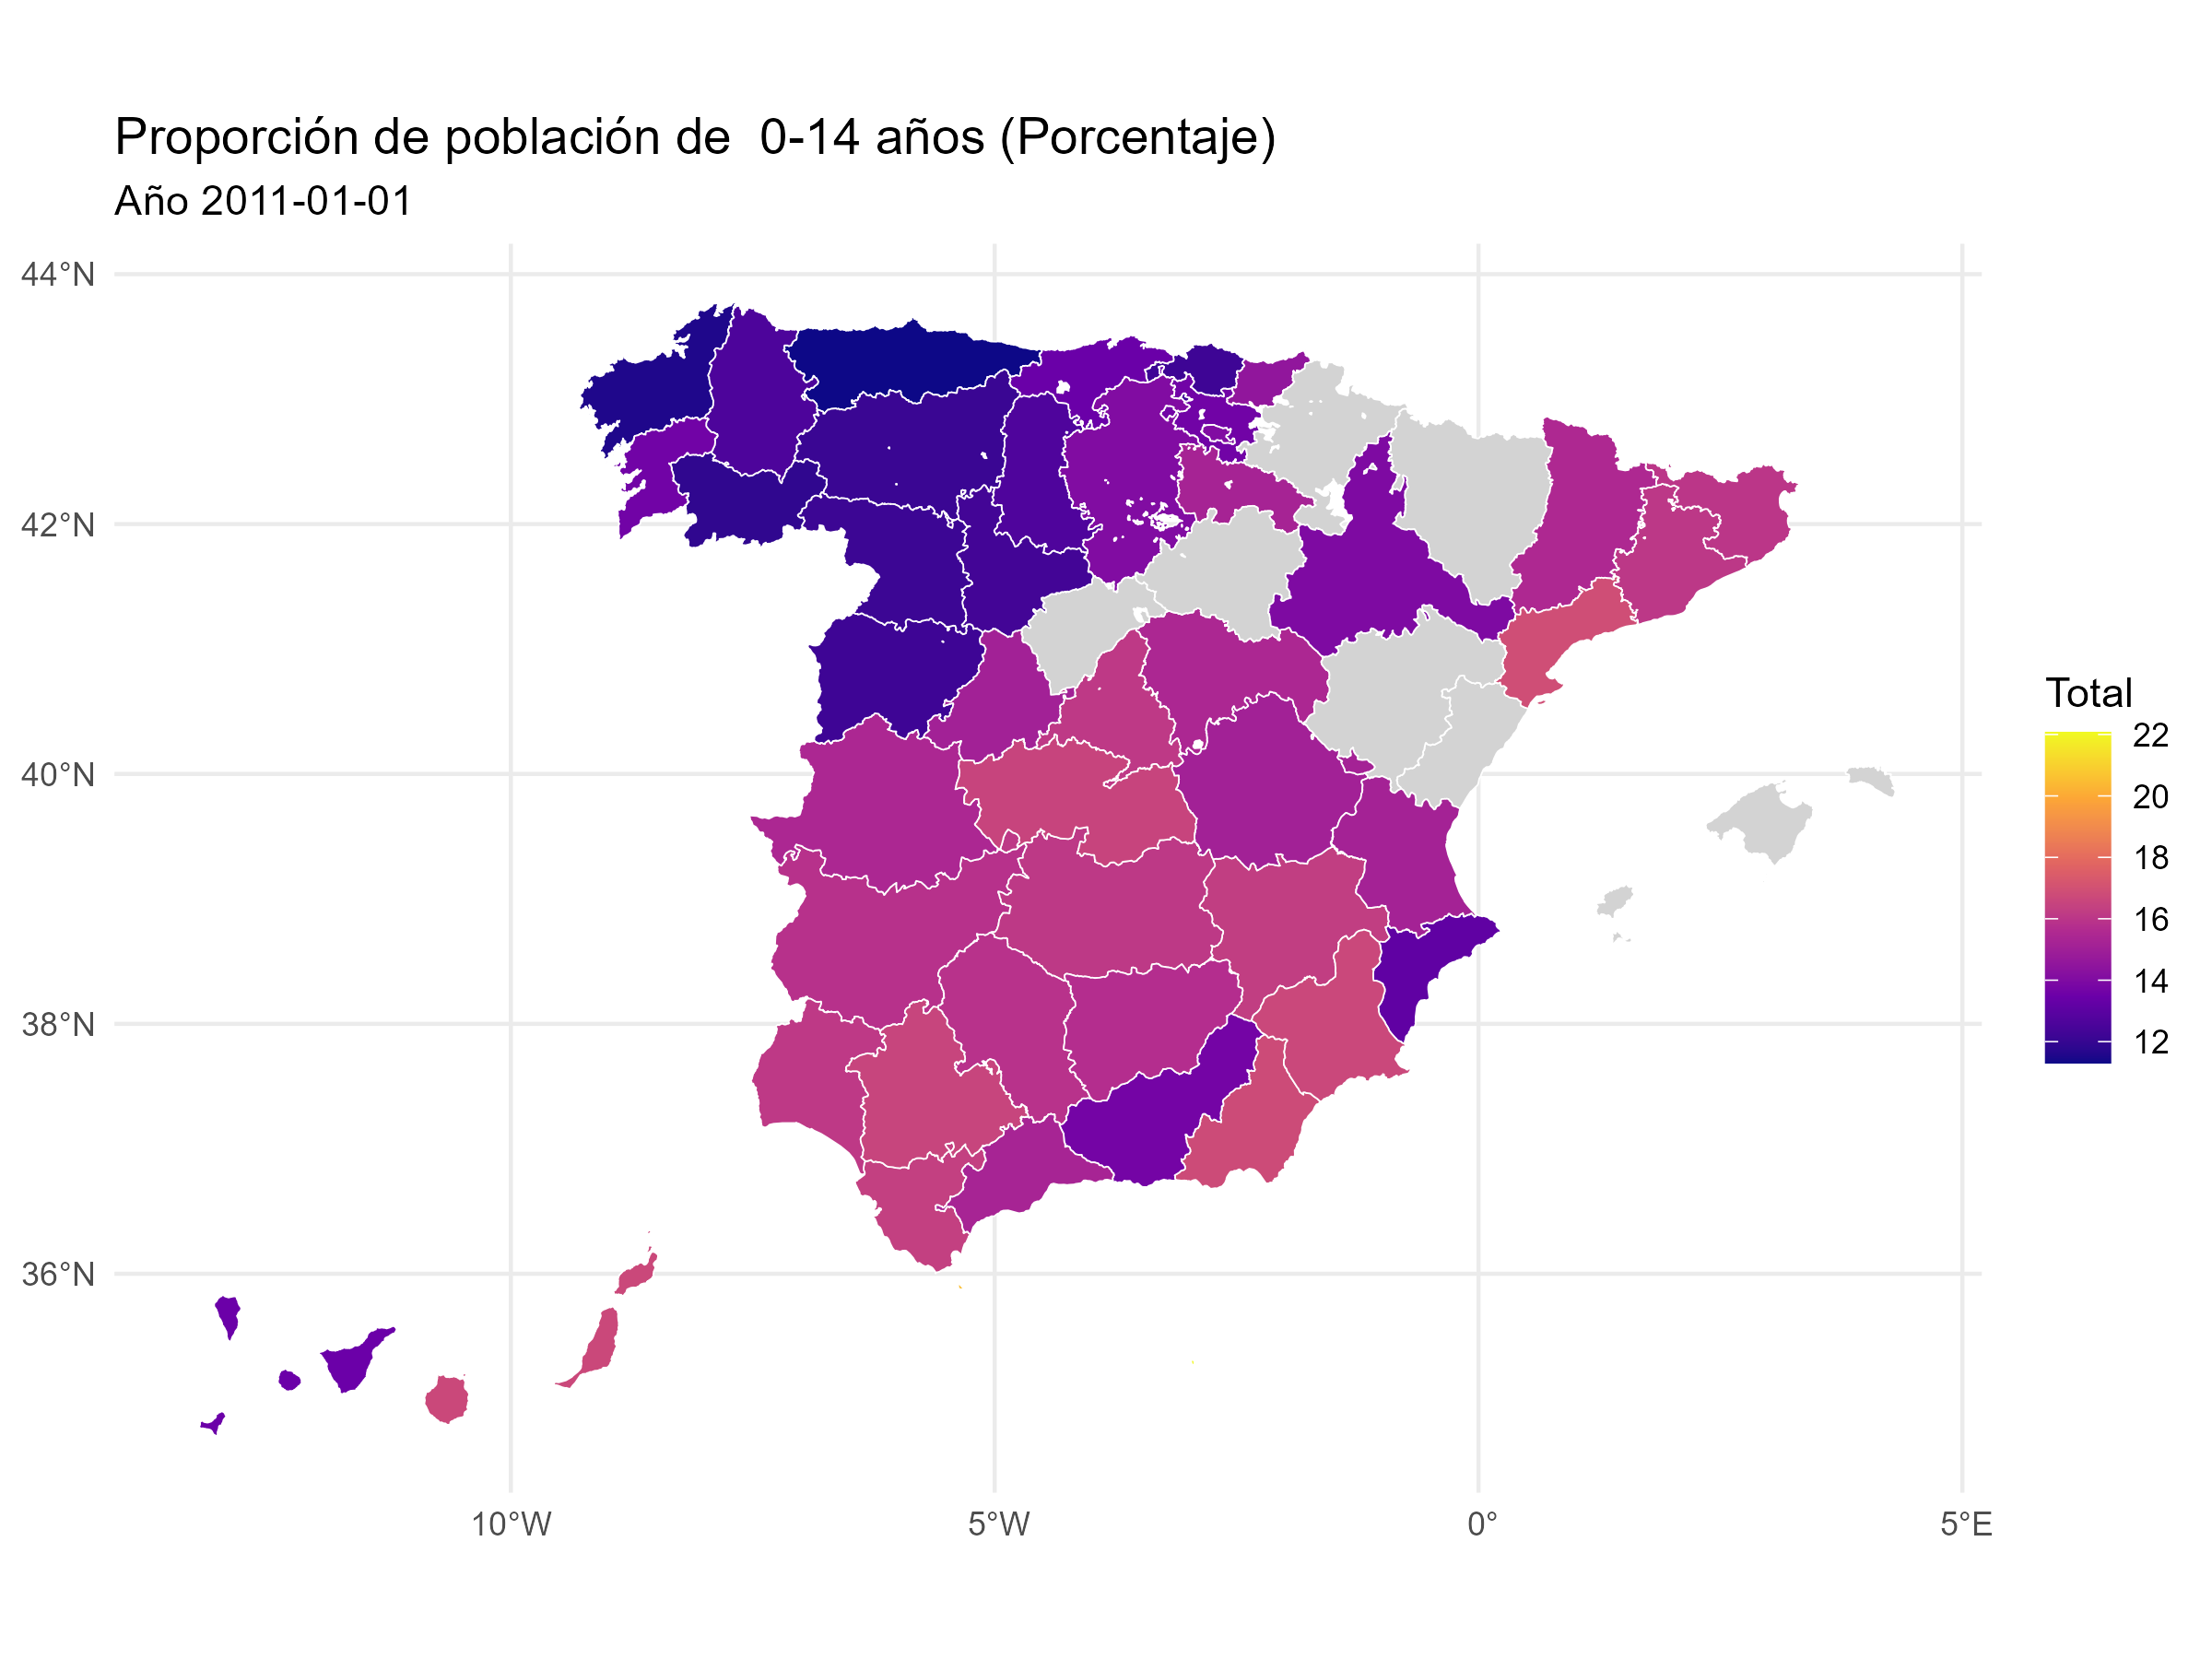 Proporción de población de  0-14 años (Porcentaje)
Año 2011-01-01
44°N
42°N
40°N
38°N
36°N
10°W
5°W
0°
5°E
Total
22
20
18
16
14
12